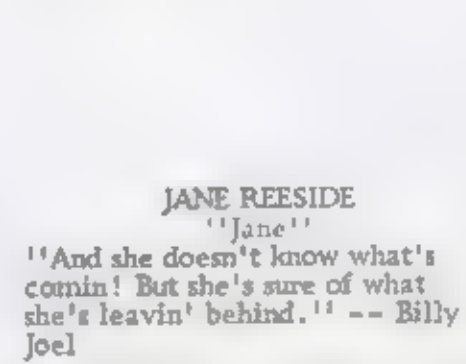 JANE REESIDE
''Jane''
''And she doesn't know what's
comin! But she's sure of what
she's leavin' behind.'' -- Billy
Joel